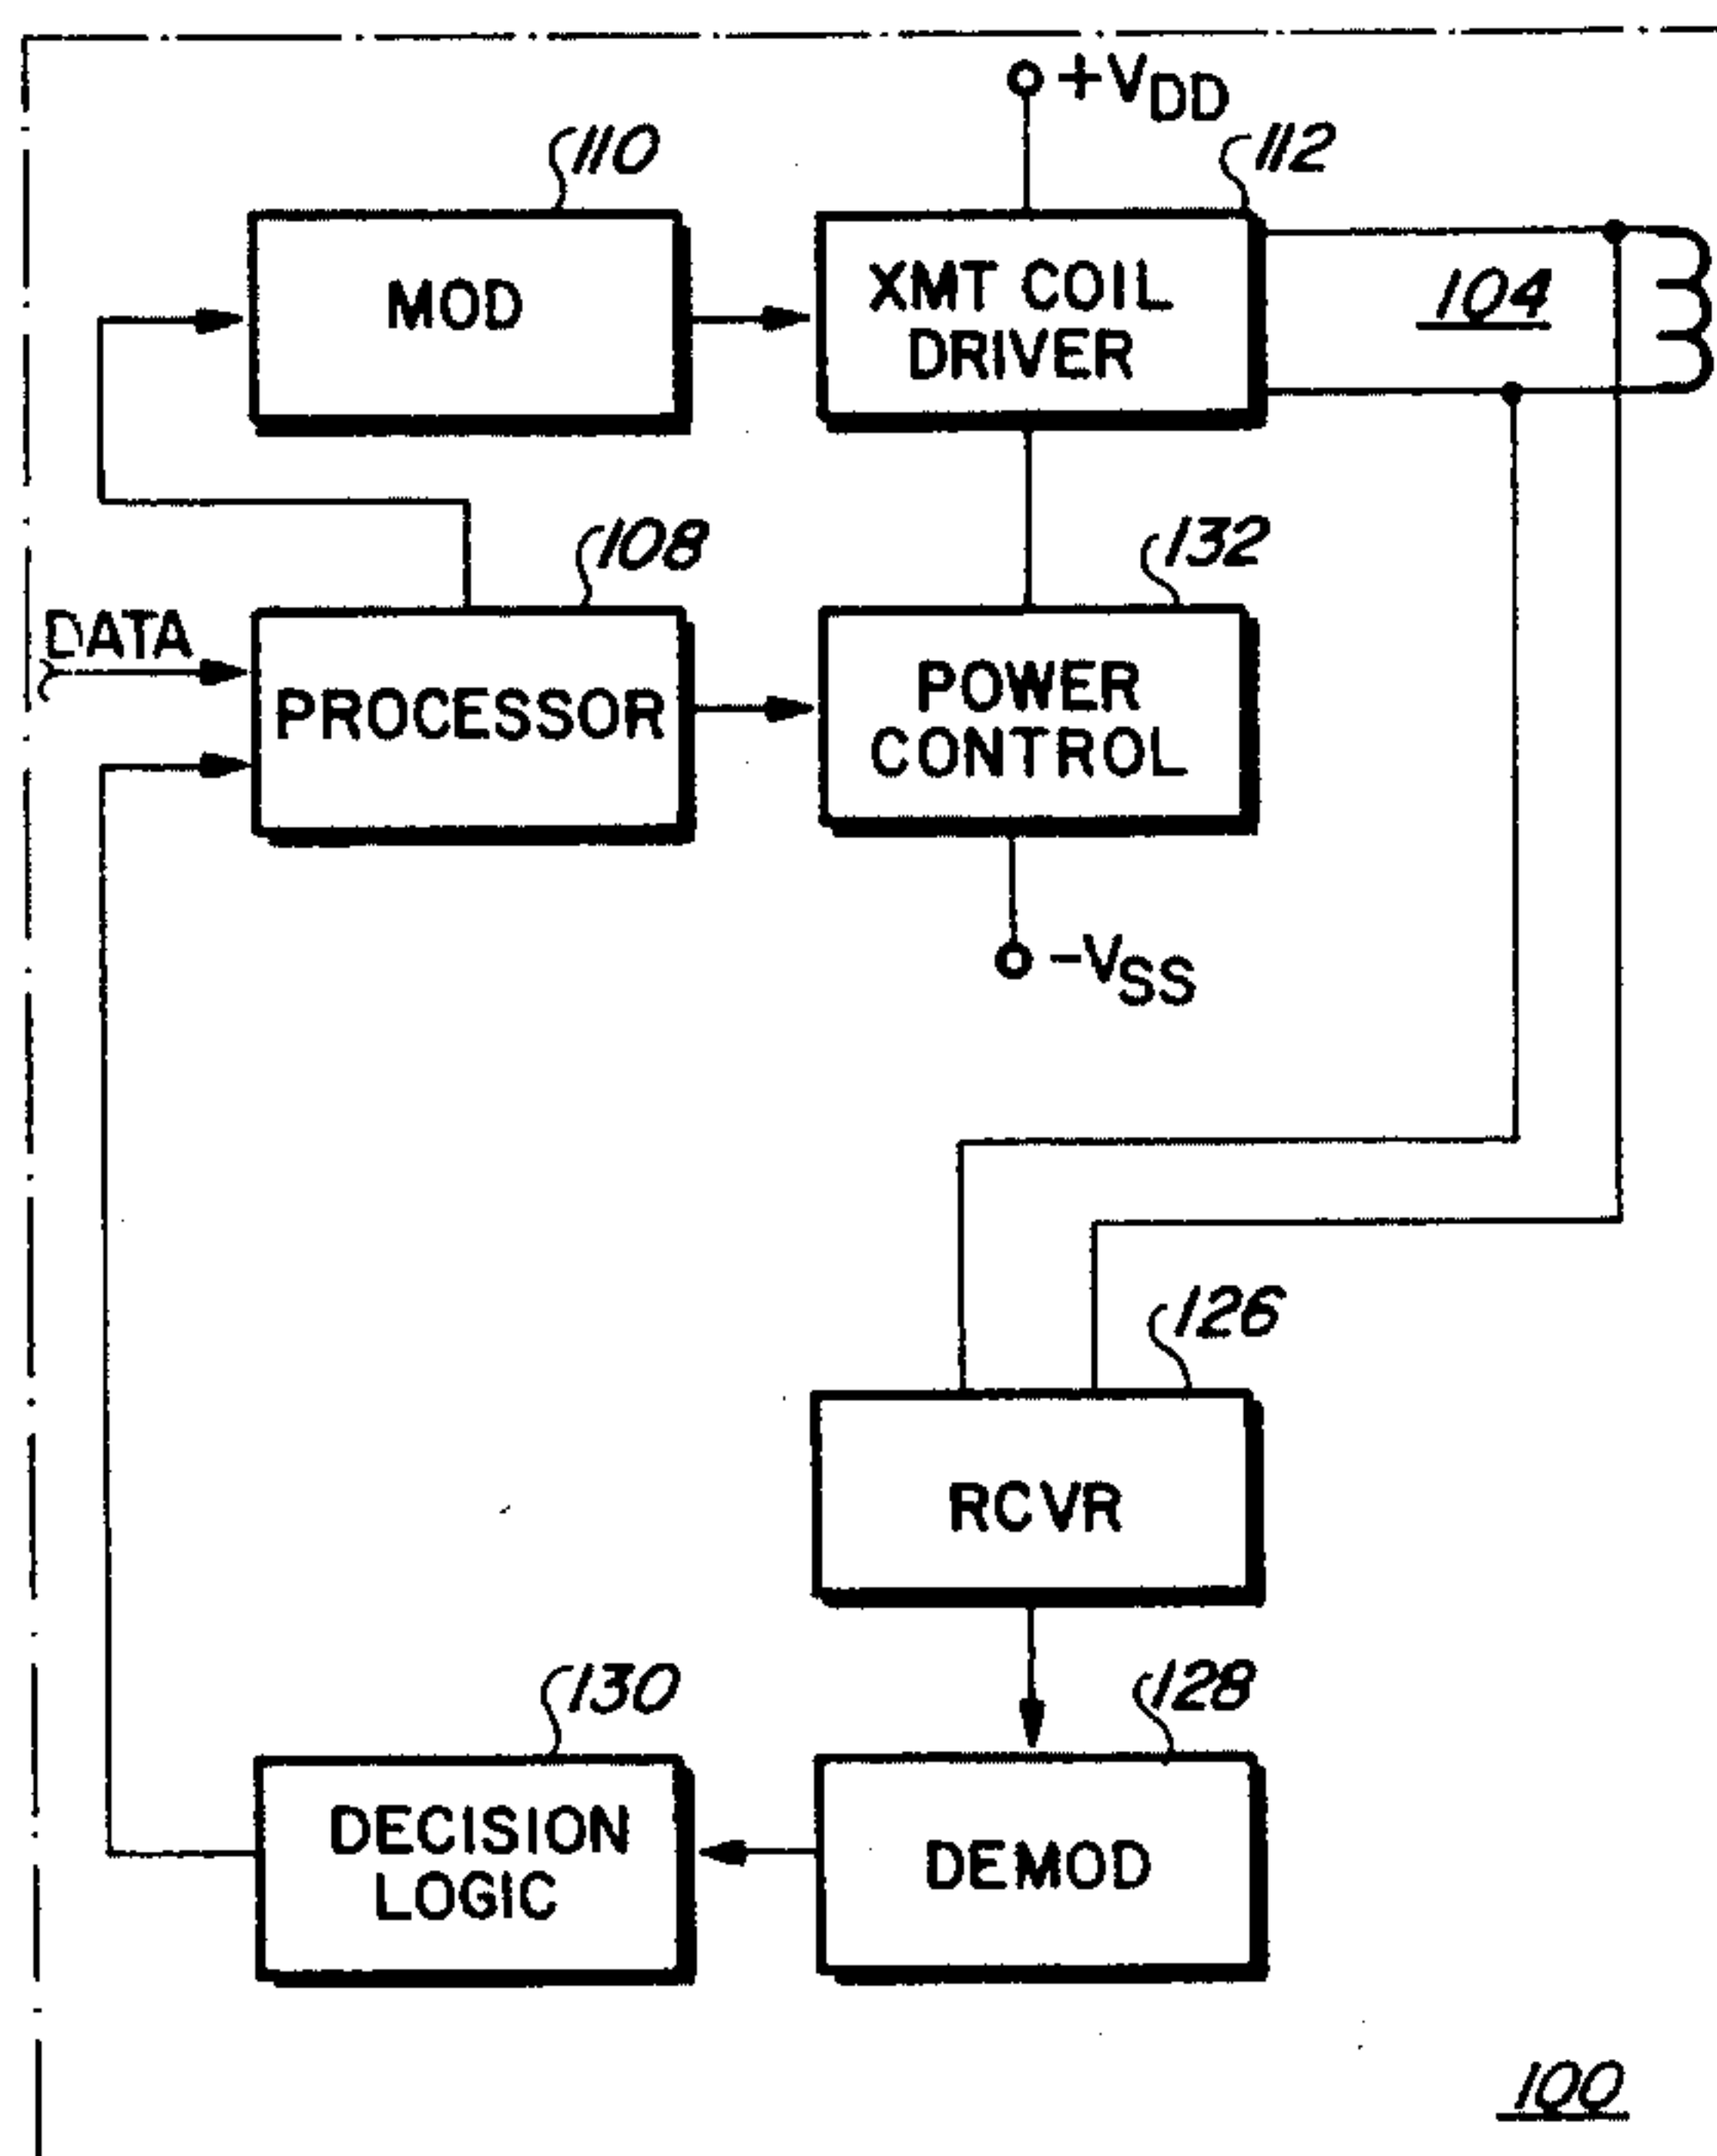 +VDD
110
112
MOD
XMT COIL
DRIVER
104
108
132
DATA
PROCESSOR
POWER
CONTROL
-VSS
126
RCVR
130
128
DECISION
LOGIC
DEMOD
100